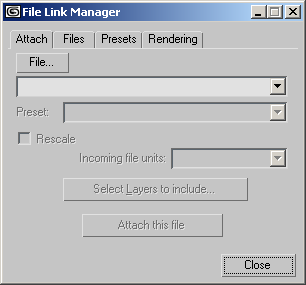 File Link Manager
Attach Files Presets Rendering
File...
Preset:
Rescale
Incoming file units:
Select Layers to include...
Attach this file
Close